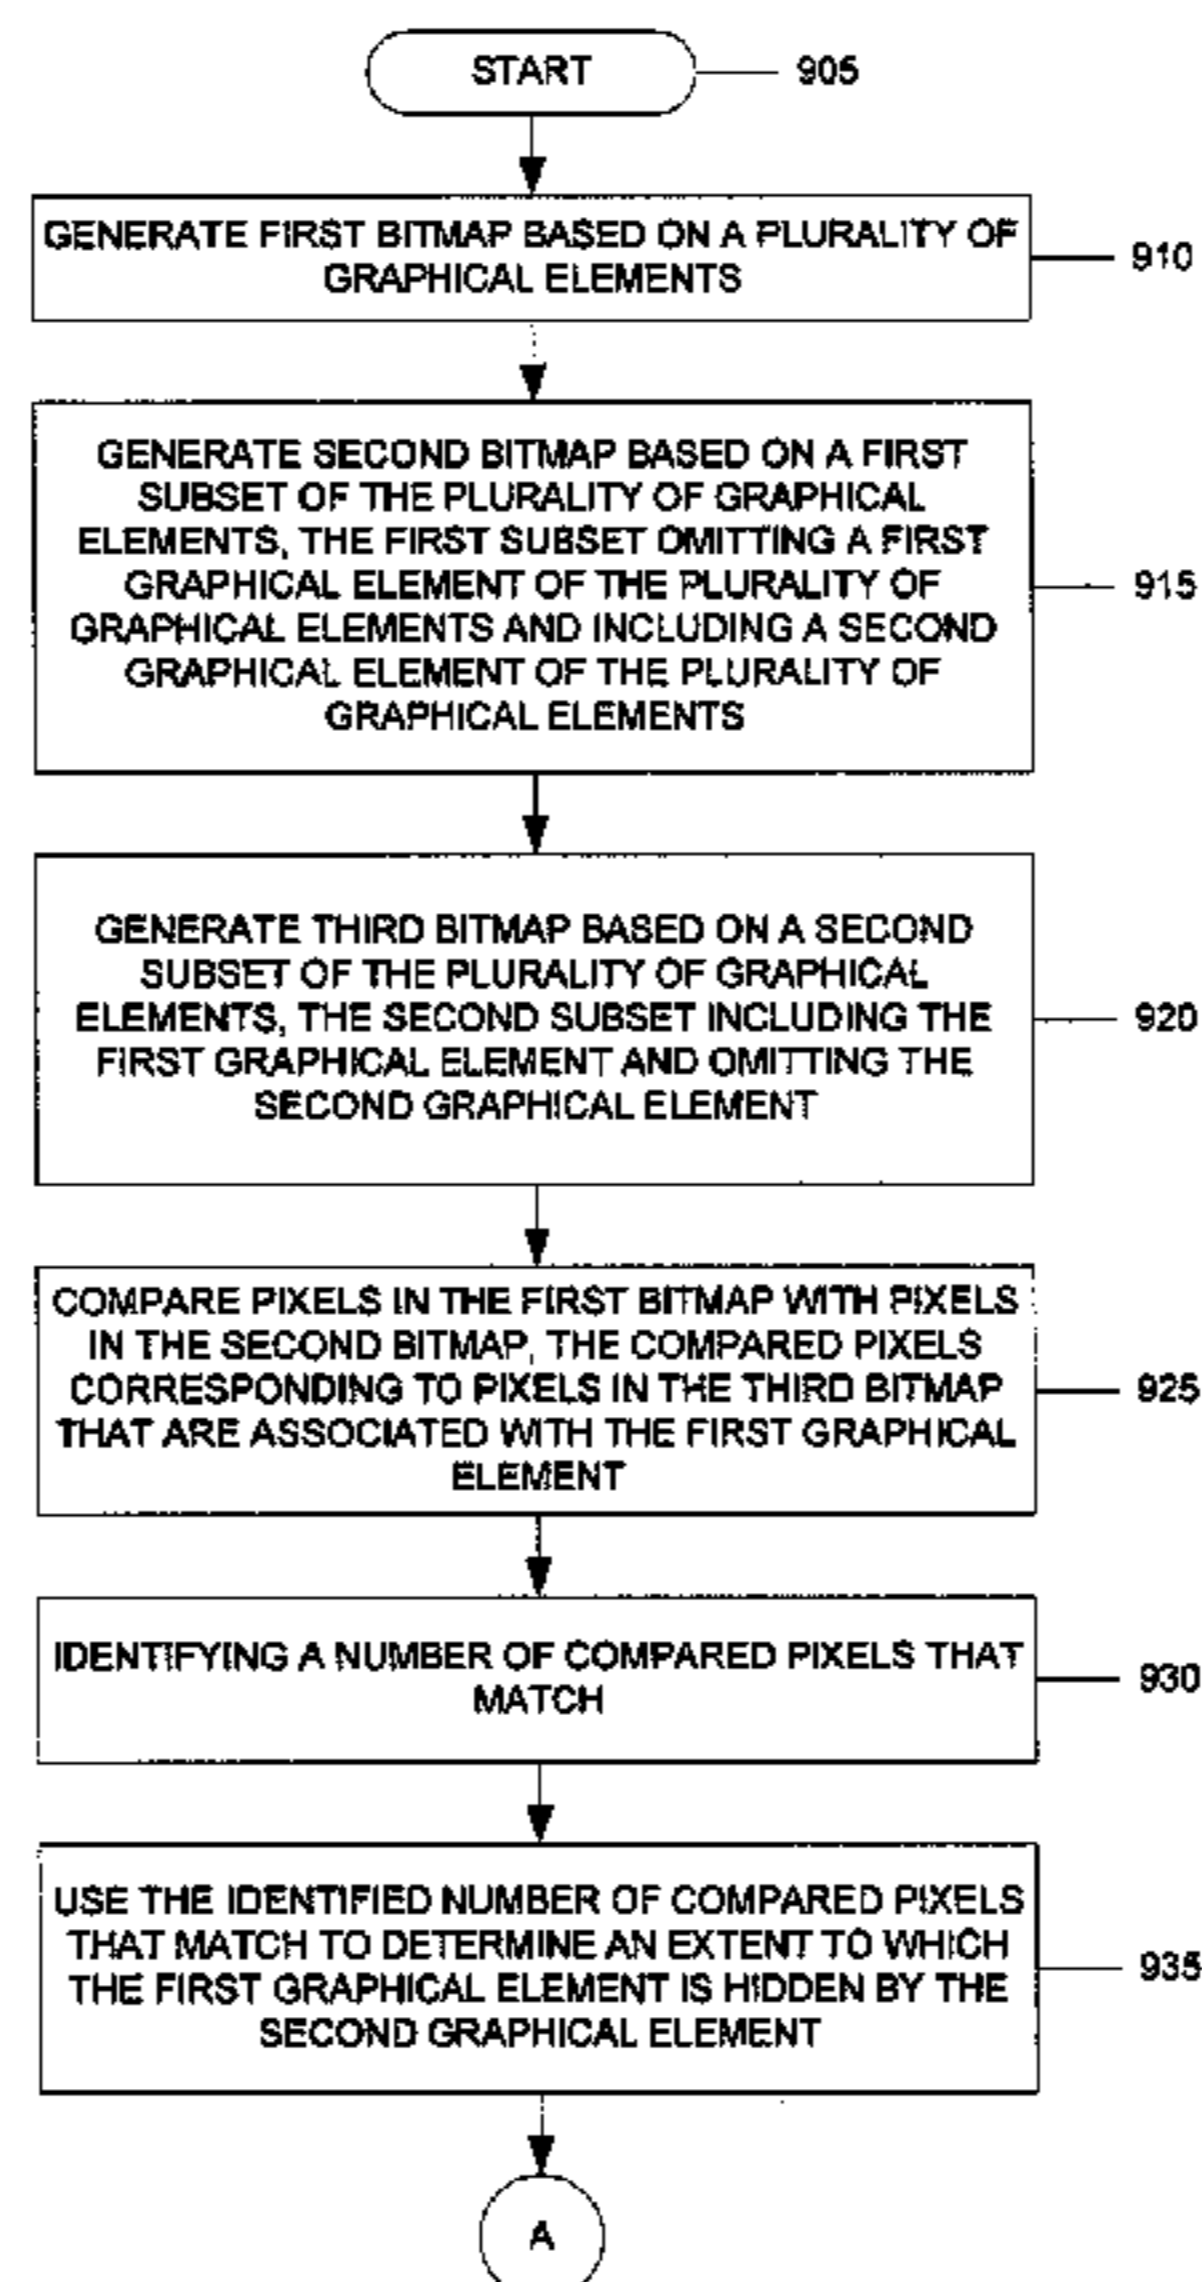 START
905
GENERATE FIRST BITMAP BASED ON A PLURALITY OF
GRAPHICAL ELEMENTS
910
GENERATE SECOND BITMAP BASED ON A FIRST
SUBSET OF THE PLURALITY OF GRAPHICAL
ELEMENTS, THE FIRST SUBSET OMITTING A FIRST
GRAPHICAL ELEMENT OF THE PLURALITY OF
GRAPHICAL ELEMENTS AND INCLUDING A SECOND
GRAPHICAL ELEMENT OF THE PLURALITY OF
GRAPHICAL ELEMENTS
915
GENERATE THIRD BITMAP BASED ON A SECOND
SUBSET OF THE PLURALITY OF GRAPHICAL
ELEMENTS, THE SECOND SUBSET INCLUDING THE
FIRST GRAPHICAL ELEMENT AND OMITTING THE
SECOND GRAPHICAL ELEMENT
920
COMPARE PIXELS IN THE FIRST BITMAP WITH PIXELS
IN THE SECOND BITMAP, THE COMPARED PIXELS
CORRESPONDING TO PIXELS IN THE THIRD BITMAP
THAT ARE ASSOCIATED WITH THE FIRST GRAPHICAL
ELEMENT
925
IDENTIFYING A NUMBER OF COMPARED PIXELS THAT
MATCH
930
USE THE IDENTIFIED NUMBER OF COMPARED PIXELS
THAT MATCH TO DETERMINE AN EXTENT TO WHICH
THE FIRST GRAPHICAL ELEMENT IS HIDDEN BY THE
SECOND GRAPHICAL ELEMENT
935
A